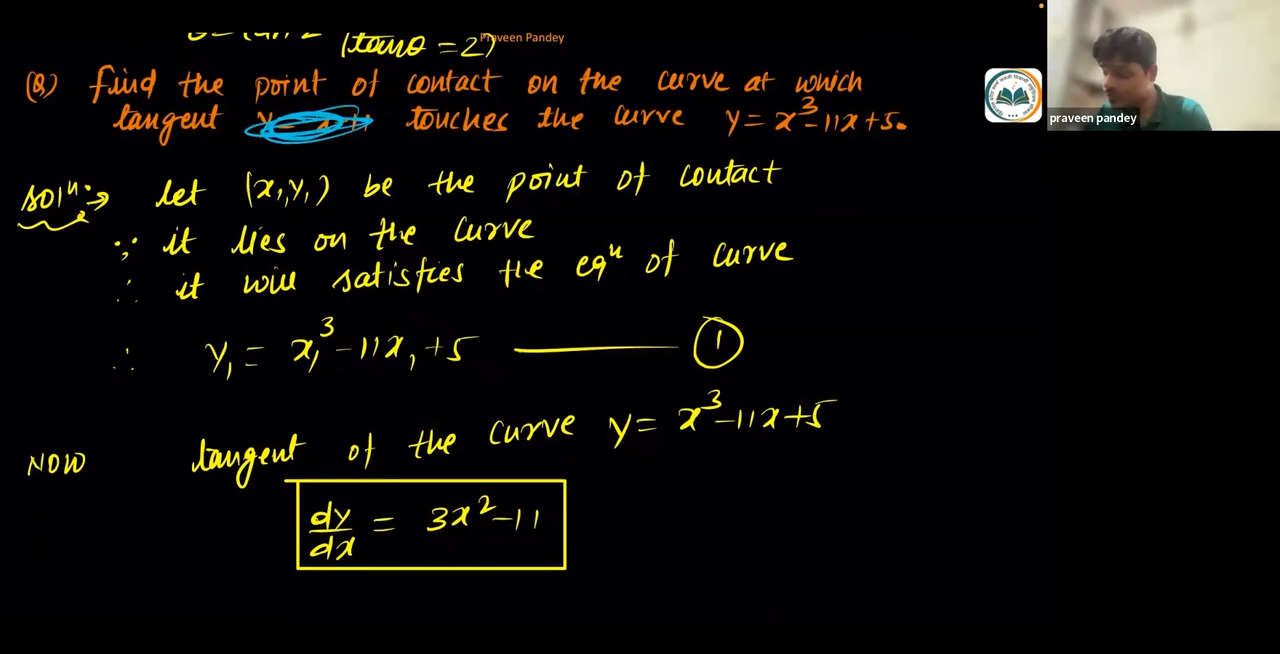 (tanθ = 2)
Praveen Pandey
(Q) Find the point of contact on the curve at which
tangent touches the curve y = x³-11x+5.
praveen pandey
Solⁿ:→ let (x₁,y₁) be the point of contact
∵ it lies on the curve
∴ it will satisfies the eqⁿ of curve
∴ y₁ = x₁³-11x₁+5 ——— ①
NOW tangent of the curve y = x³-11x+5
dy/dx = 3x²-11